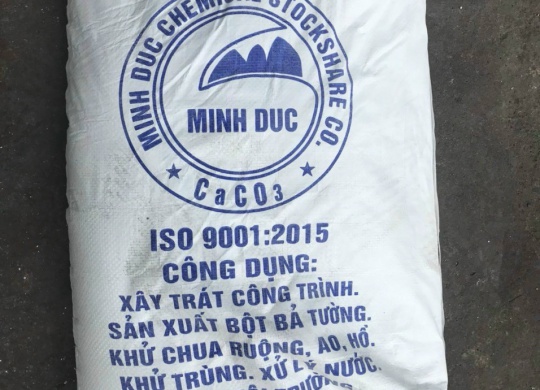 MINH DUC CHEMICAL STOCKSHARE CO.
MINH DUC
CaCO3
ISO 9001:2015
CÔNG DỤNG:
XÂY TRÁT CÔNG TRÌNH.
SẢN XUẤT BỘT BẢ TƯỜNG.
KHỬ CHUA RUỘNG, AO, HỒ.
KHỬ TRÙNG. XỬ LÝ NƯỚC.
TRƯỜNG